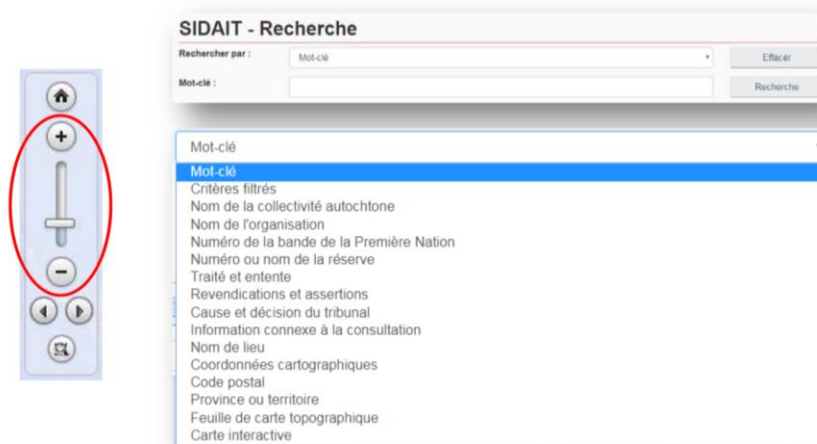 SIDAIT - Recherche
Rechercher par :
Mot-clé
Effacer
Mot-clé :
Recherche
Mot-clé
Mot-clé
Critères filtrés
Nom de la collectivité autochtone
Nom de l'organisation
Numéro de la bande de la Première Nation
Numéro ou nom de la réserve
Traité et entente
Revendications et assertions
Cause et décision du tribunal
Information connexe à la consultation
Nom de lieu
Coordonnées cartographiques
Code postal
Province ou territoire
Feuille de carte topographique
Carte interactive